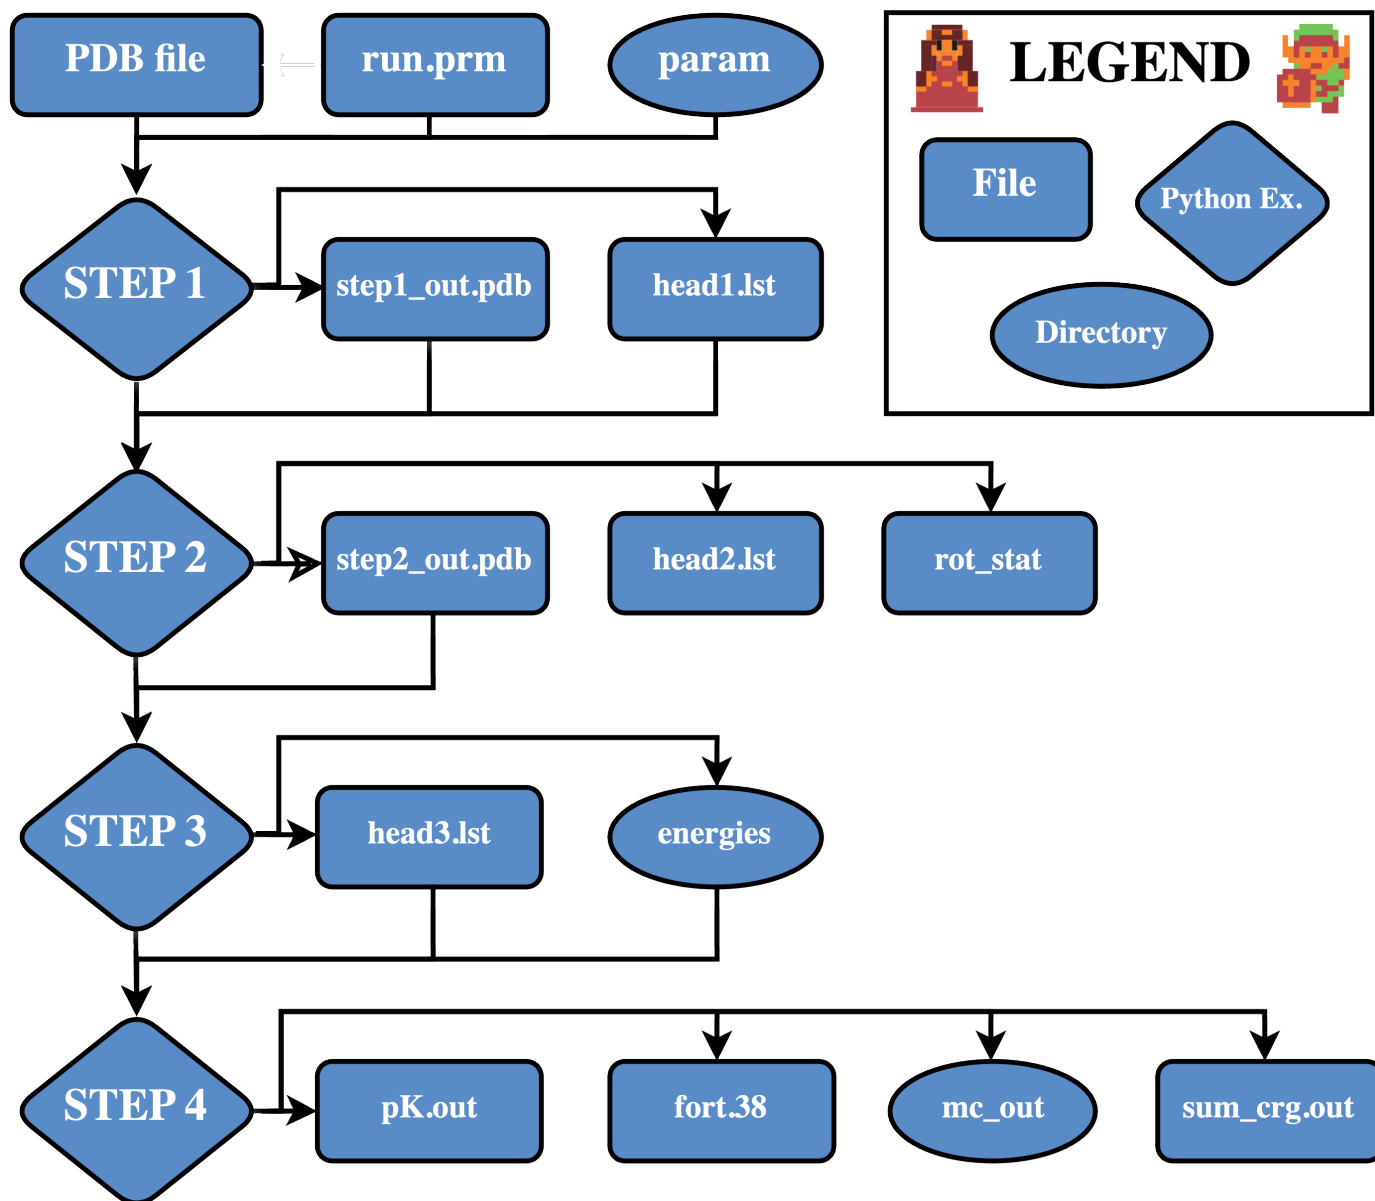 PDB file
run.prm
param
LEGEND
File
Python Ex.
Directory
STEP 1
step1_out.pdb
head1.lst
STEP 2
step2_out.pdb
head2.lst
rot_stat
STEP 3
head3.lst
energies
STEP 4
pK.out
fort.38
mc_out
sum_crg.out